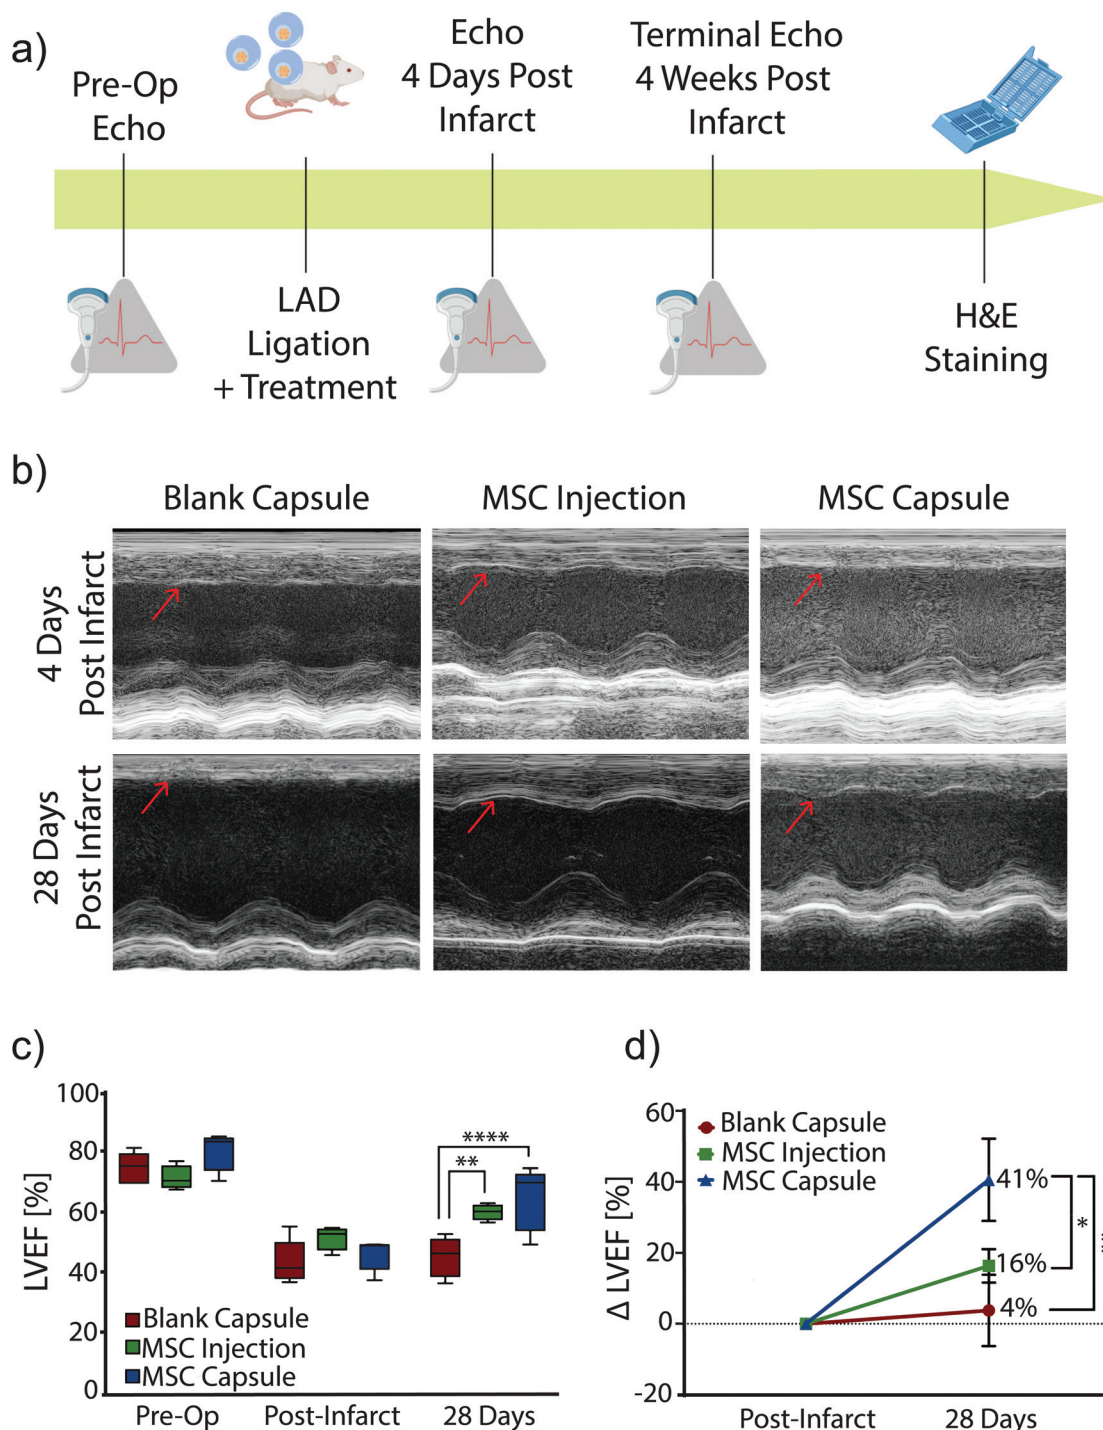 a)
Pre-Op
Echo
LAD
Ligation
+ Treatment
Echo
4 Days Post
Infarct
Terminal Echo
4 Weeks Post
Infarct
H&E
Staining
b)
Blank Capsule
MSC Injection
MSC Capsule
4 Days
Post Infarct
28 Days
Post Infarct
c)
LVEF [%]
100
80
60
40
20
0
****
**
Blank Capsule
MSC Injection
MSC Capsule
Pre-Op
Post-Infarct
28 Days
d)
Δ LVEF [%]
60
40
20
0
-20
Blank Capsule
MSC Injection
MSC Capsule
41%
16%
4%
*
Post-Infarct
28 Days